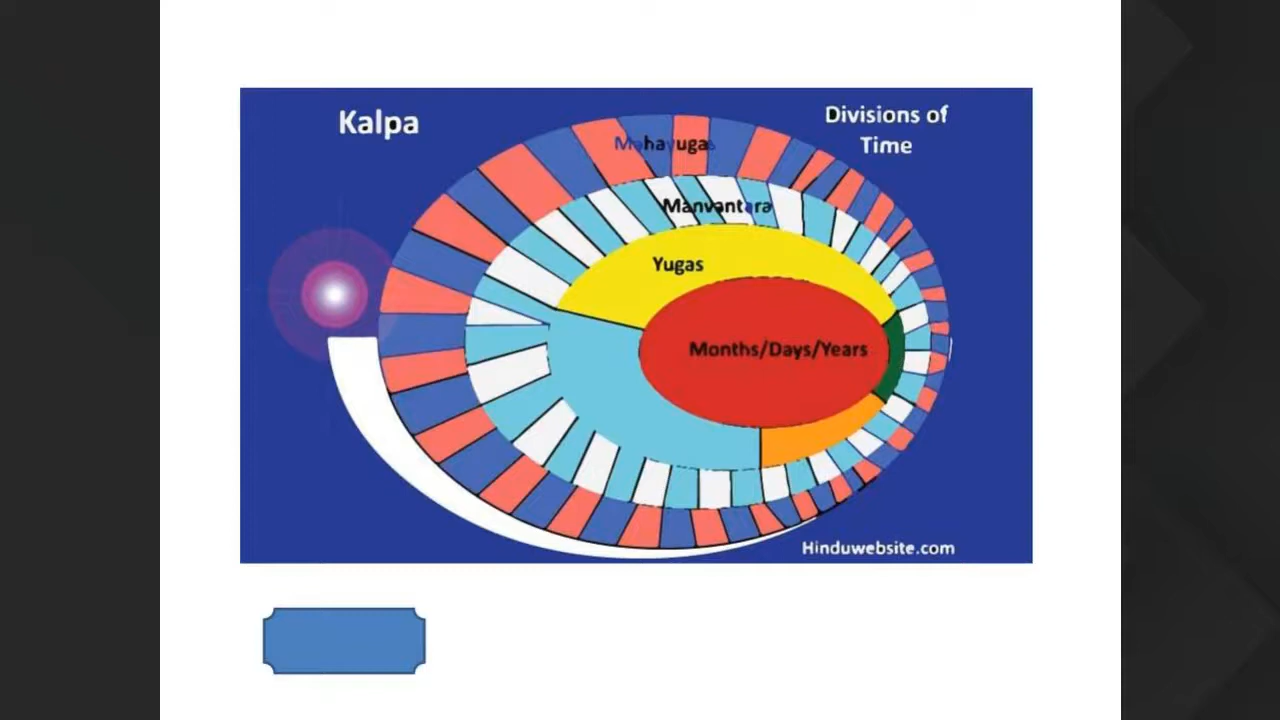 Kalpa
Divisions of
Time
Mahayugas
Manvantara
Yugas
Months/Days/Years
Hinduwebsite.com